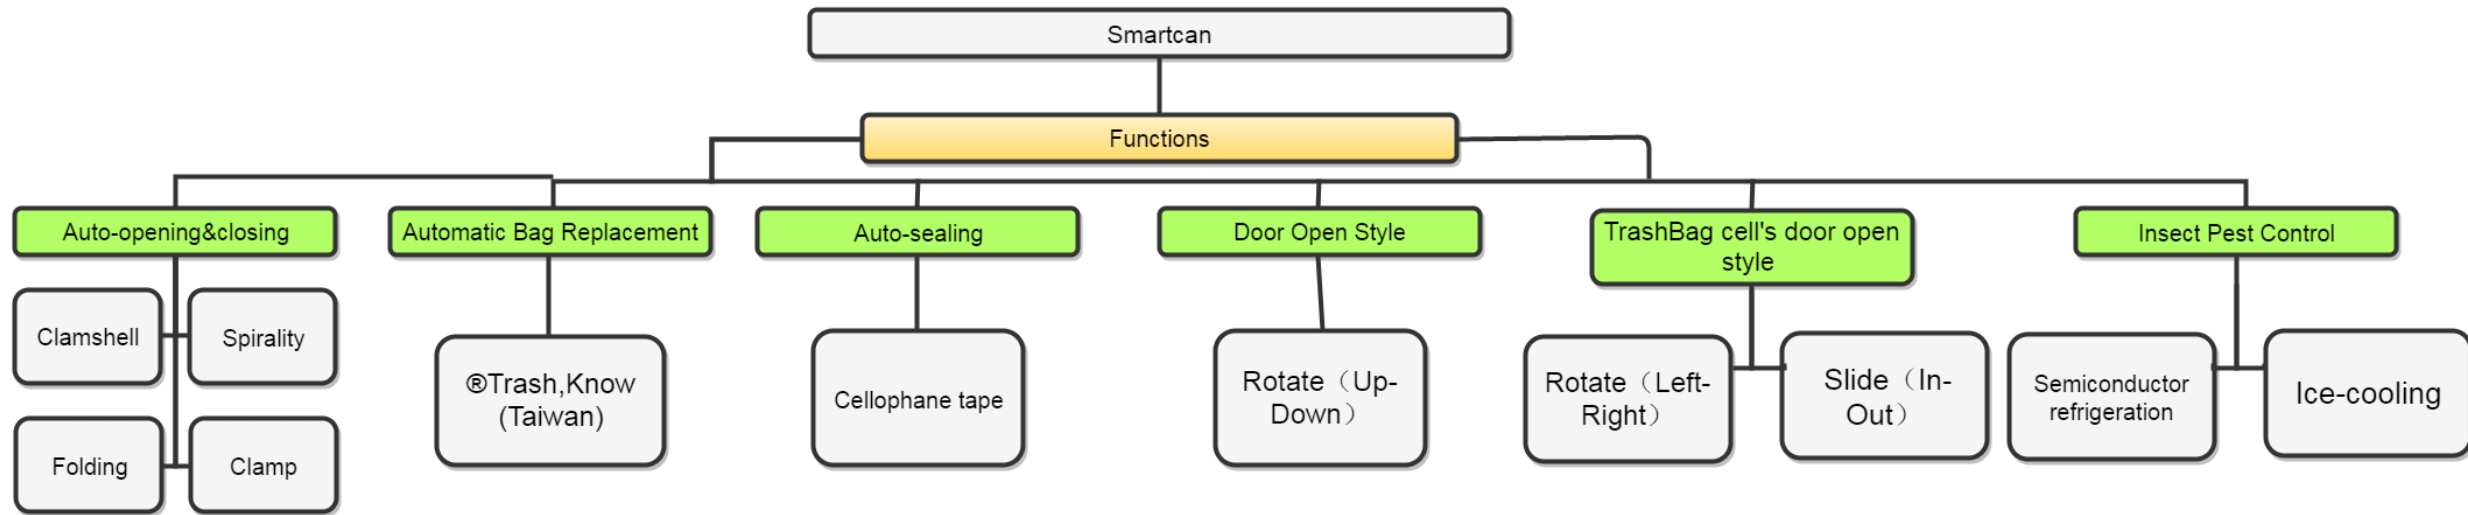 Smartcan
Functions
Auto-opening&closing
Automatic Bag Replacement
Auto-sealing
Door Open Style
TrashBag cell's door open
style
Insect Pest Control
Clamshell
Spirality
Folding
Clamp
®Trash,Know
(Taiwan)
Cellophane tape
Rotate（Up-
Down）
Rotate（Left-
Right）
Slide（In-
Out）
Semiconductor
refrigeration
Ice-cooling